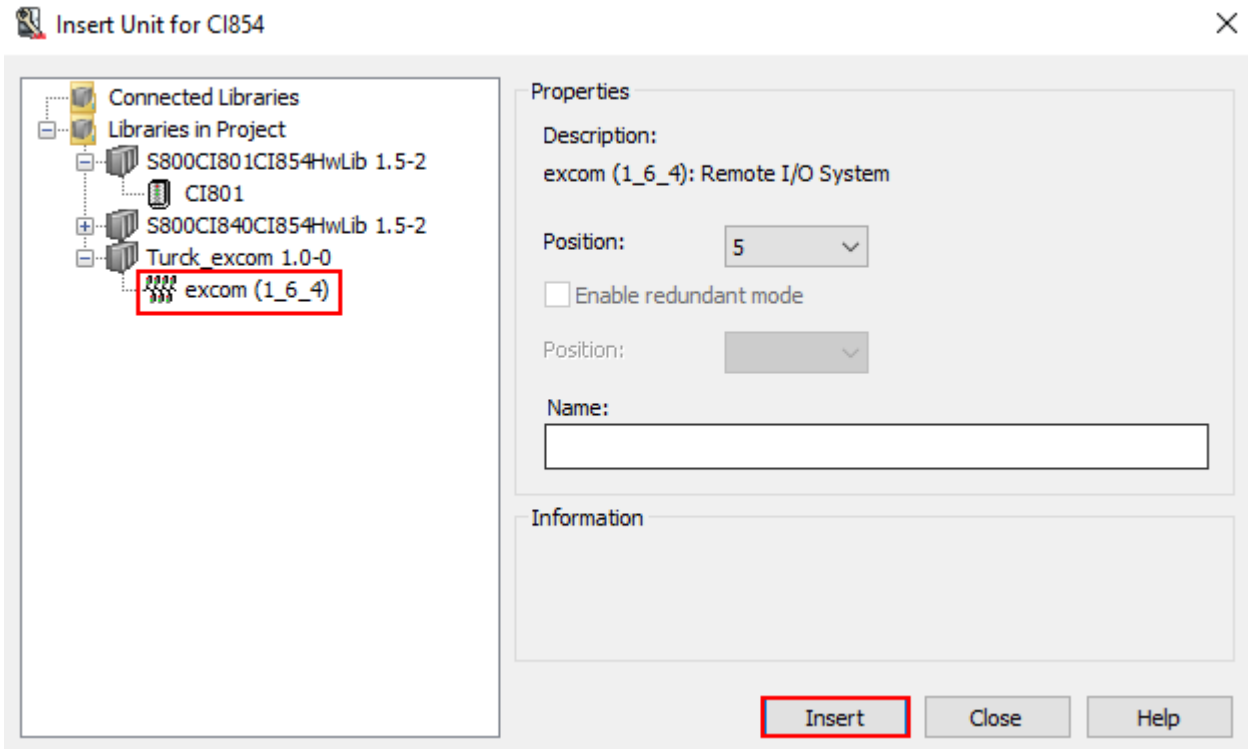 Insert Unit for CI854
Connected Libraries
Libraries in Project
S800CI801CI854HwLib 1.5-2
CI801
S800CI840CI854HwLib 1.5-2
Turck_excom 1.0-0
excom (1_6_4)
Properties
Description:
excom (1_6_4): Remote I/O System
Position:
5
Enable redundant mode
Position:
Name:
Information
Insert
Close
Help